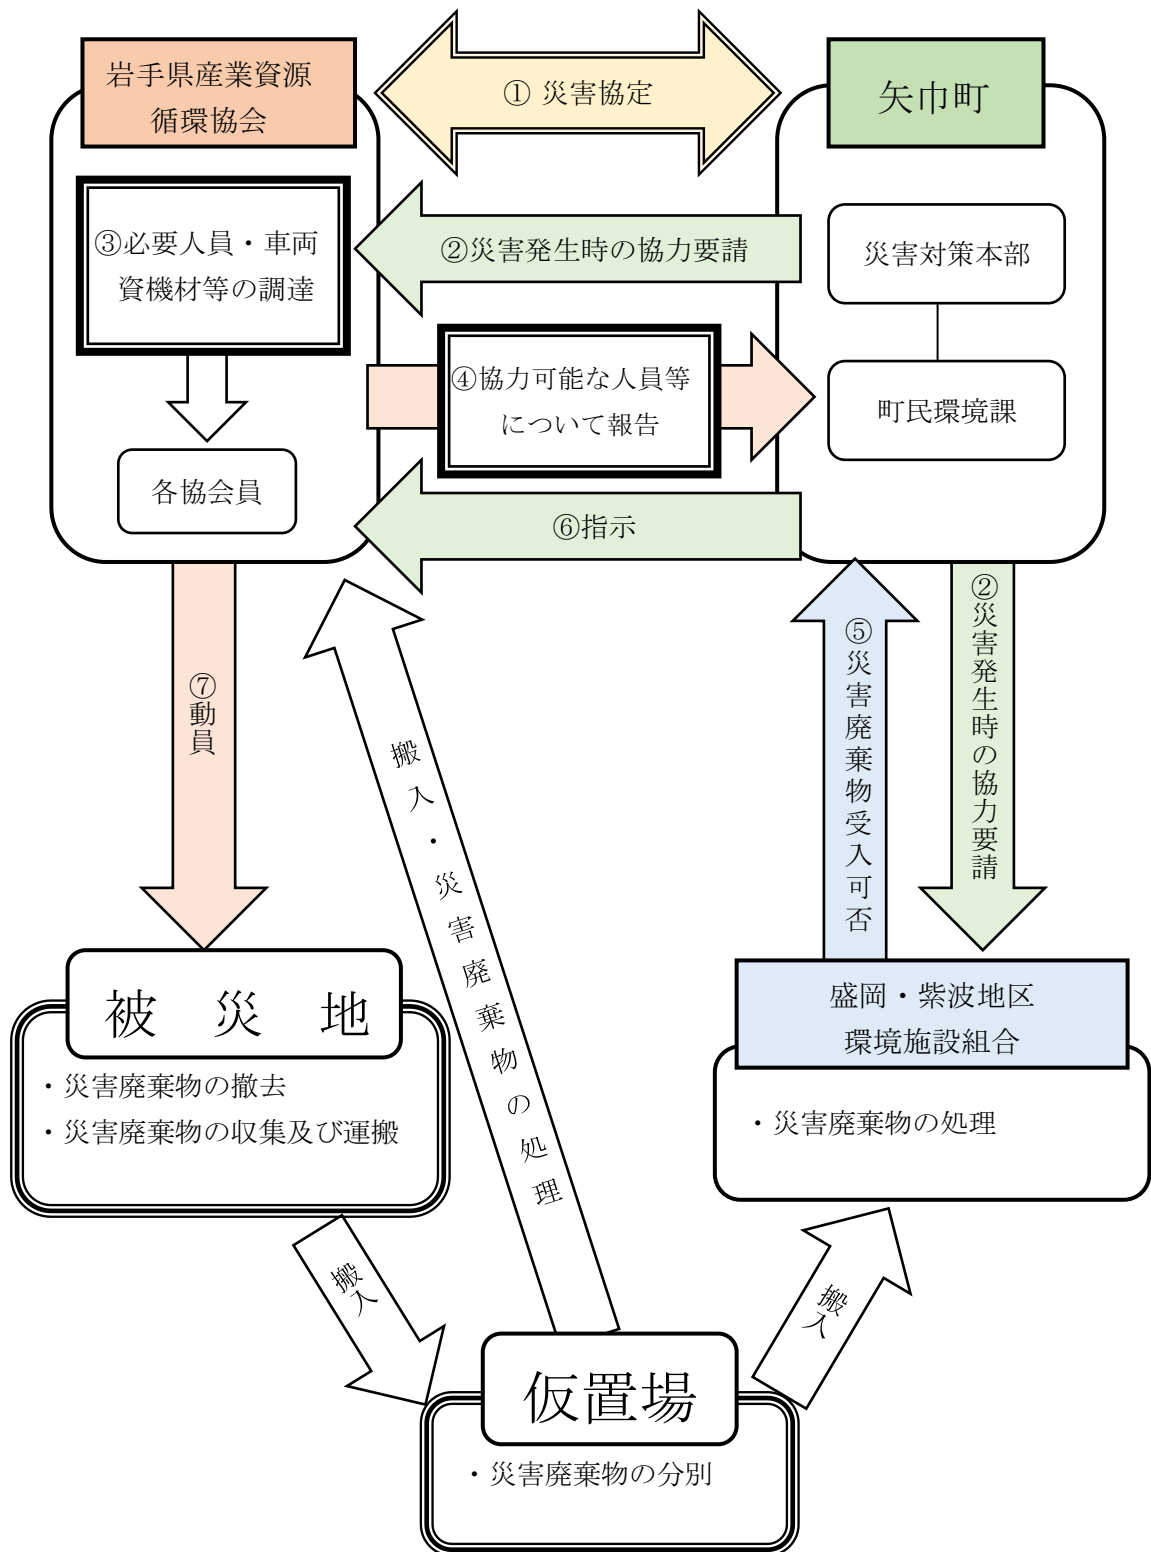 岩手県産業資源
循環協会
① 災害協定
矢巾町
③必要人員・車両
資機材等の調達
②災害発生時の協力要請
災害対策本部
④協力可能な人員等
について報告
町民環境課
各協会員
⑥指示
⑦動員
搬入・災害廃棄物の処理
⑤災害廃棄物受入可否
②災害発生時の協力要請
被 災 地
・災害廃棄物の撤去
・災害廃棄物の収集及び運搬
盛岡・紫波地区
環境施設組合
・災害廃棄物の処理
搬入
搬入
仮置場
・災害廃棄物の分別